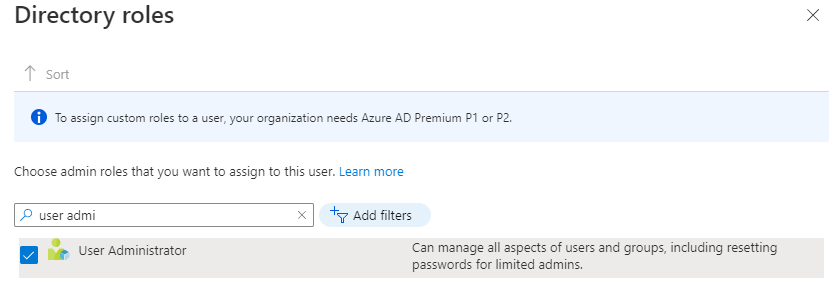 Directory roles
Sort
To assign custom roles to a user, your organization needs Azure AD Premium P1 or P2.
Choose admin roles that you want to assign to this user. Learn more
user admi
Add filters
User Administrator
Can manage all aspects of users and groups, including resetting
passwords for limited admins.